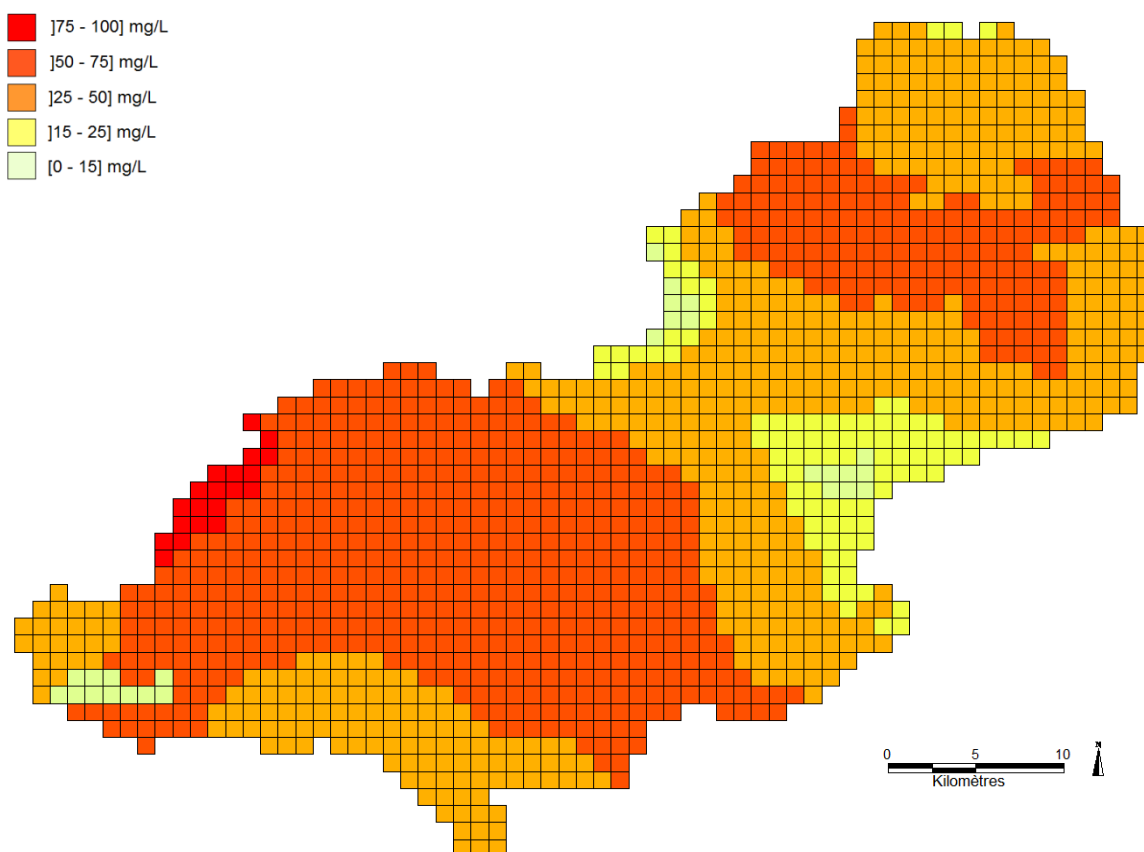 ]75 - 100] mg/L
]50 - 75] mg/L
]25 - 50] mg/L
]15 - 25] mg/L
[0 - 15] mg/L
0 5 10
Kilomètres
N